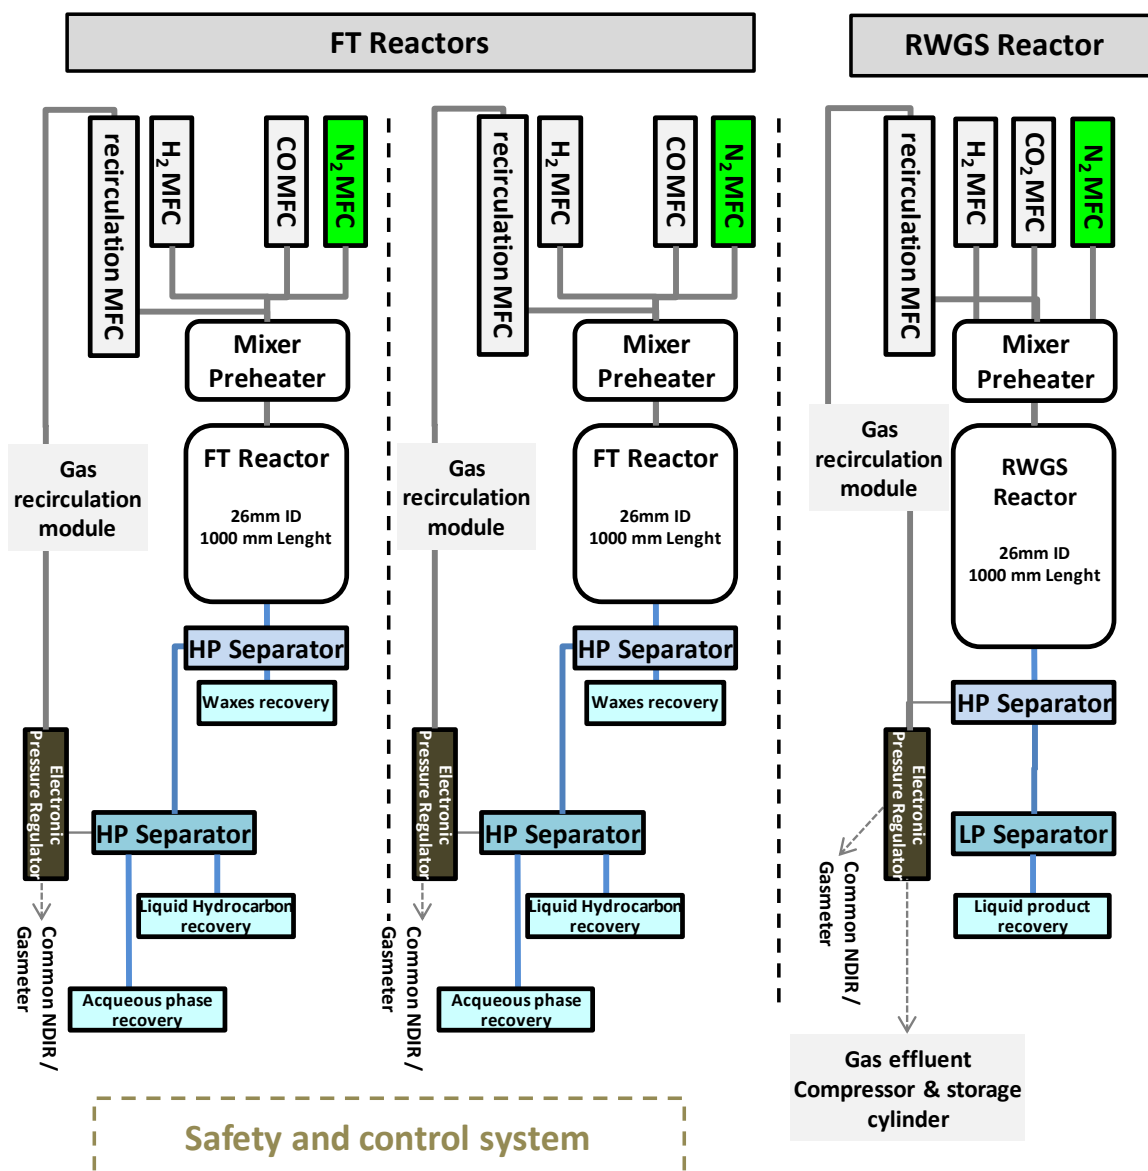 FT Reactors
RWGS Reactor
recirculation MFC
H₂ MFC
CO MFC
N₂ MFC
Mixer
Preheater
FT Reactor
26mm ID
1000 mm Lenght
Gas
recirculation
module
HP Separator
Waxes recovery
Electronic
Pressure Regulator
HP Separator
Liquid Hydrocarbon
recovery
Acqueous phase
recovery
Common NDIR /
Gasmeter
recirculation MFC
H₂ MFC
CO MFC
N₂ MFC
Mixer
Preheater
FT Reactor
26mm ID
1000 mm Lenght
Gas
recirculation
module
HP Separator
Waxes recovery
Electronic
Pressure Regulator
HP Separator
Liquid Hydrocarbon
recovery
Acqueous phase
recovery
Common NDIR /
Gasmeter
recirculation MFC
H₂ MFC
CO₂ MFC
N₂ MFC
Mixer
Preheater
Gas
recirculation
module
RWGS
Reactor
26mm ID
1000 mm Lenght
HP Separator
Electronic
Pressure Regulator
LP Separator
Liquid product
recovery
Common NDIR /
Gasmeter
Gas effluent
Compressor & storage
cylinder
Safety and control system